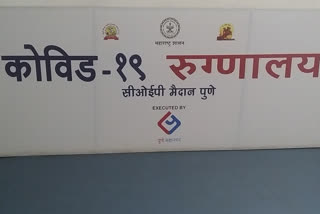 महाराष्ट्र शासन
कोविड-१९ रुग्णालय
सीओईपी मैदान पुणे
EXECUTED BY
पुणे महानगर